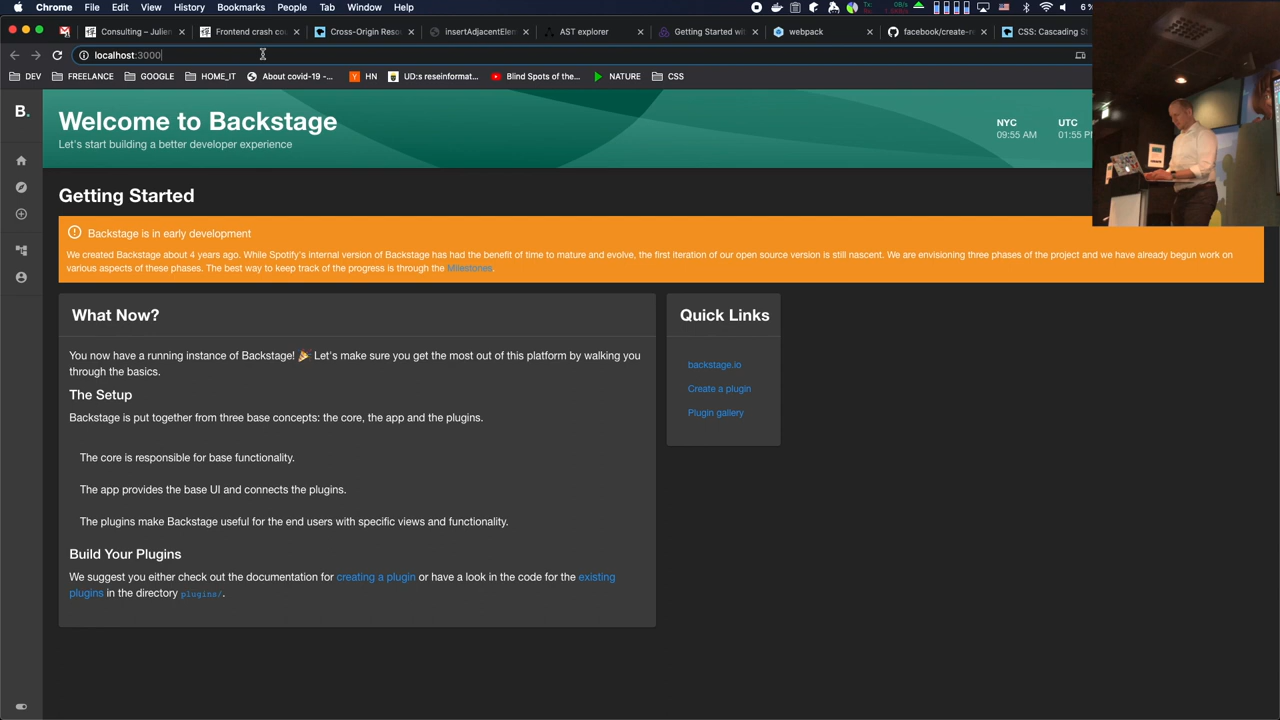 Chrome File Edit View History Bookmarks People Tab Window Help 6 %
Consulting – Julien Frontend crash co Cross-Origin Reso insertAdjacentElem AST explorer Getting Started wi webpack facebook/create-re CSS: Cascading St
localhost:3000
DEV FREELANCE GOOGLE HOME_IT About covid-19 -... HN UD:s reseinformat... Blind Spots of the... NATURE CSS
B.
Welcome to Backstage
Let's start building a better developer experience
NYC UTC
09:55 AM 01:55 P
Getting Started
Backstage is in early development
We created Backstage about 4 years ago. While Spotify's internal version of Backstage has had the benefit of time to mature and evolve, the first iteration of our open source version is still nascent. We are envisioning three phases of the project and we have already begun work on
various aspects of these phases. The best way to keep track of the progress is through the Milestones.
What Now?
You now have a running instance of Backstage! 🎉 Let's make sure you get the most out of this platform by walking you
through the basics.
The Setup
Backstage is put together from three base concepts: the core, the app and the plugins.
The core is responsible for base functionality.
The app provides the base UI and connects the plugins.
The plugins make Backstage useful for the end users with specific views and functionality.
Build Your Plugins
We suggest you either check out the documentation for creating a plugin or have a look in the code for the existing
plugins in the directory plugins/.
Quick Links
backstage.io
Create a plugin
Plugin gallery